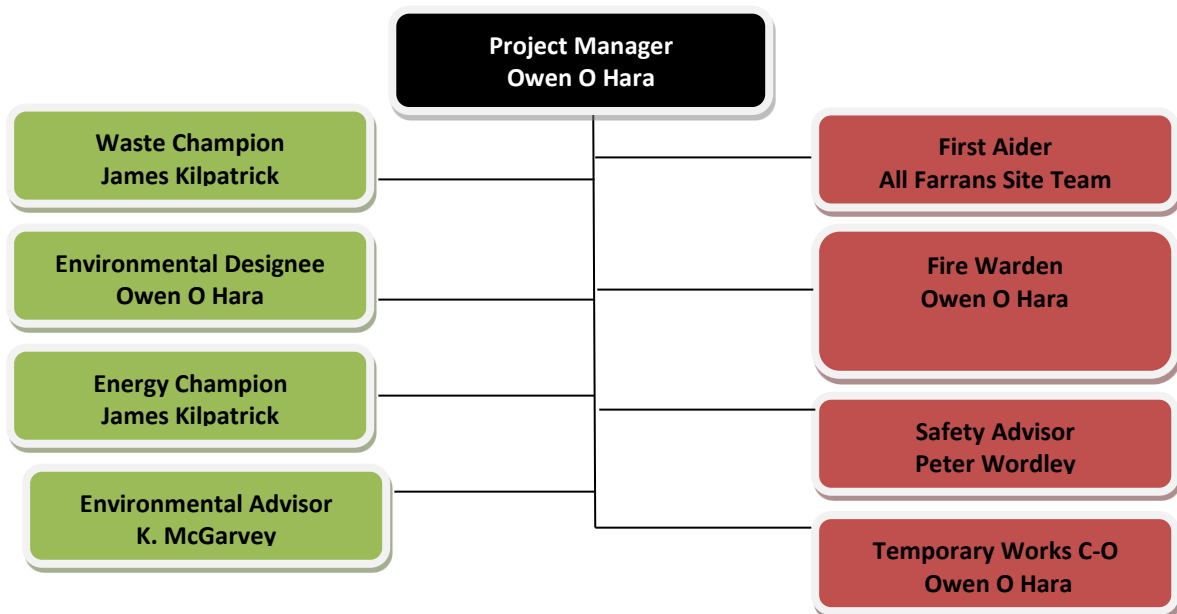 Project Manager
Owen O Hara
Waste Champion
James Kilpatrick
Environmental Designee
Owen O Hara
Energy Champion
James Kilpatrick
Environmental Advisor
K. McGarvey
First Aider
All Farrans Site Team
Fire Warden
Owen O Hara
Safety Advisor
Peter Wordley
Temporary Works C-O
Owen O Hara